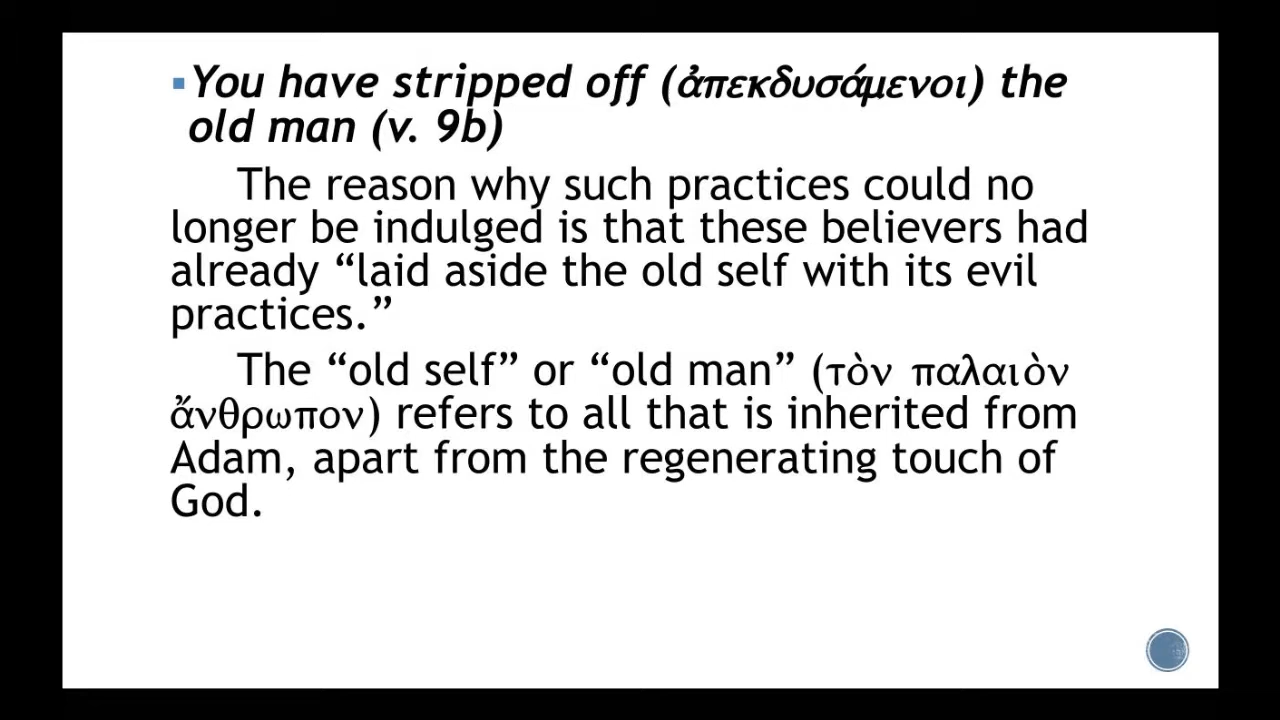 ▪You have stripped off (ἀπεκδυσάμενοι) the
old man (v. 9b)
The reason why such practices could no
longer be indulged is that these believers had
already “laid aside the old self with its evil
practices.”
The “old self” or “old man” (τὸν παλαιὸν
ἄνθρωπον) refers to all that is inherited from
Adam, apart from the regenerating touch of
God.